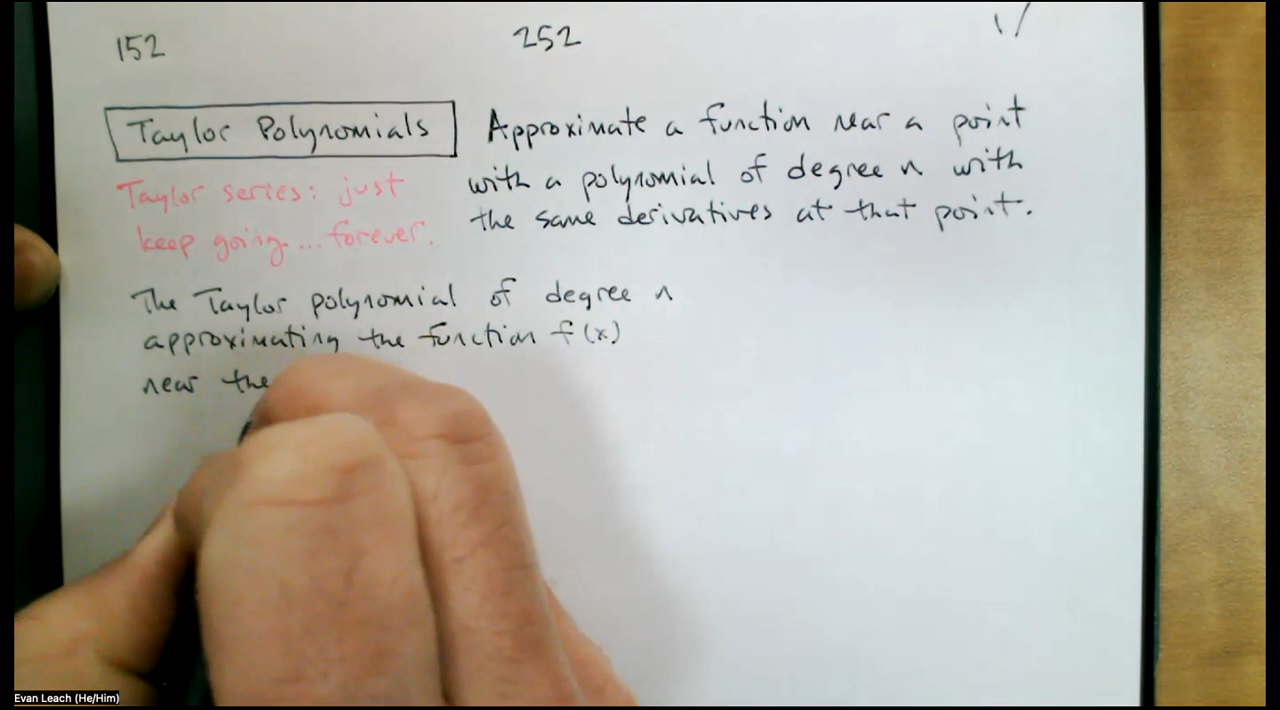 152
252
1/
Taylor Polynomials
Approximate a function near a point
with a polynomial of degree n with
the same derivatives at that point.
Taylor series: just
keep going... forever.
The Taylor polynomial of degree n
approximating the function f(x)
near the
Evan Leach (He/Him)